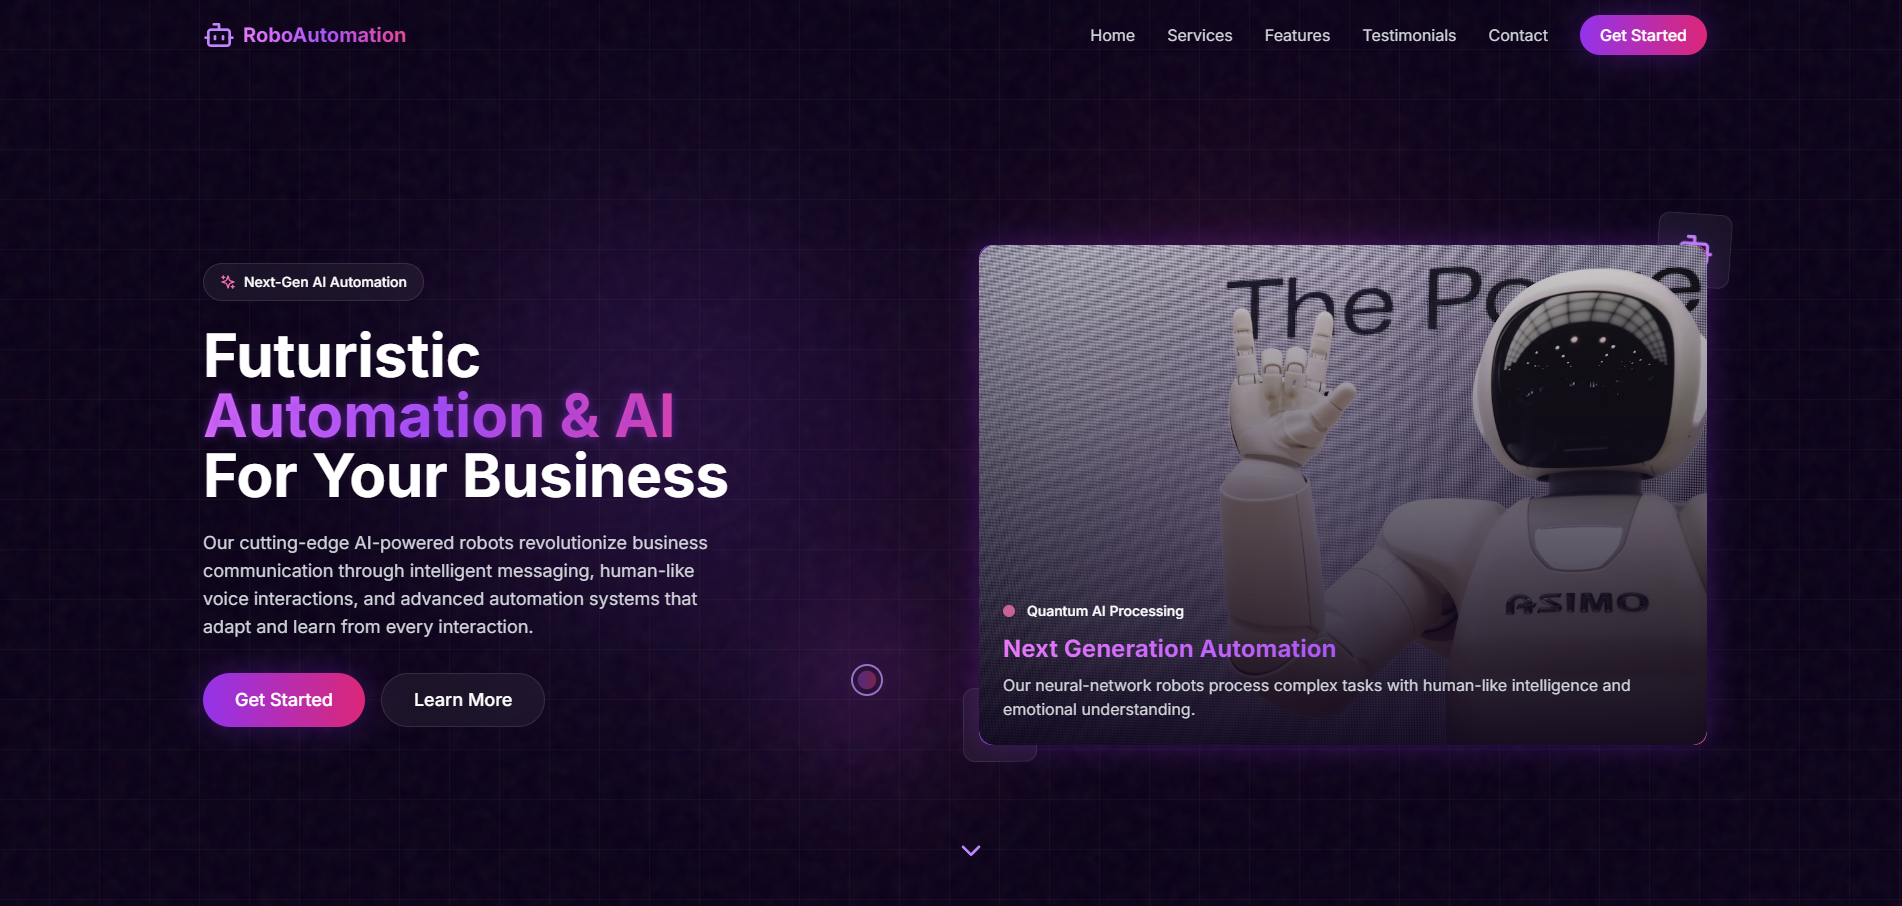 RoboAutomation
Home
Services
Features
Testimonials
Contact
Get Started
Next-Gen AI Automation
Futuristic
Automation & AI
For Your Business
Our cutting-edge AI-powered robots revolutionize business
communication through intelligent messaging, human-like
voice interactions, and advanced automation systems that
adapt and learn from every interaction.
Get Started
Learn More
The
ASIMO
Quantum AI Processing
Next Generation Automation
Our neural-network robots process complex tasks with human-like intelligence and
emotional understanding.